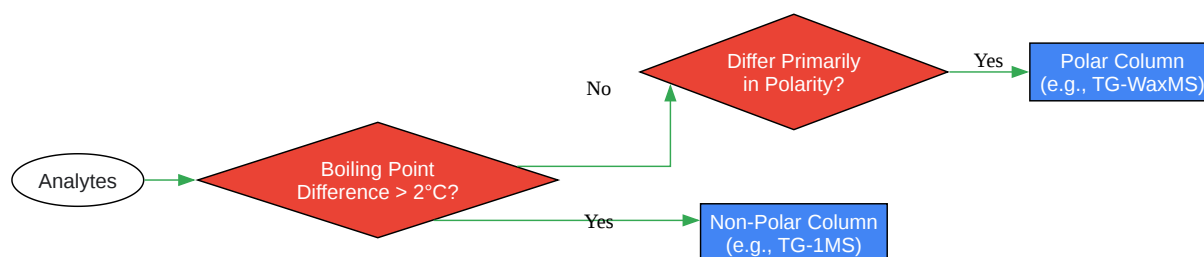 Differ Primarily
in Polarity?
Yes
Polar Column
(e.g., TG-WaxMS)
No
Analytes
Boiling Point
Difference > 2°C?
Yes
Non-Polar Column
(e.g., TG-1MS)